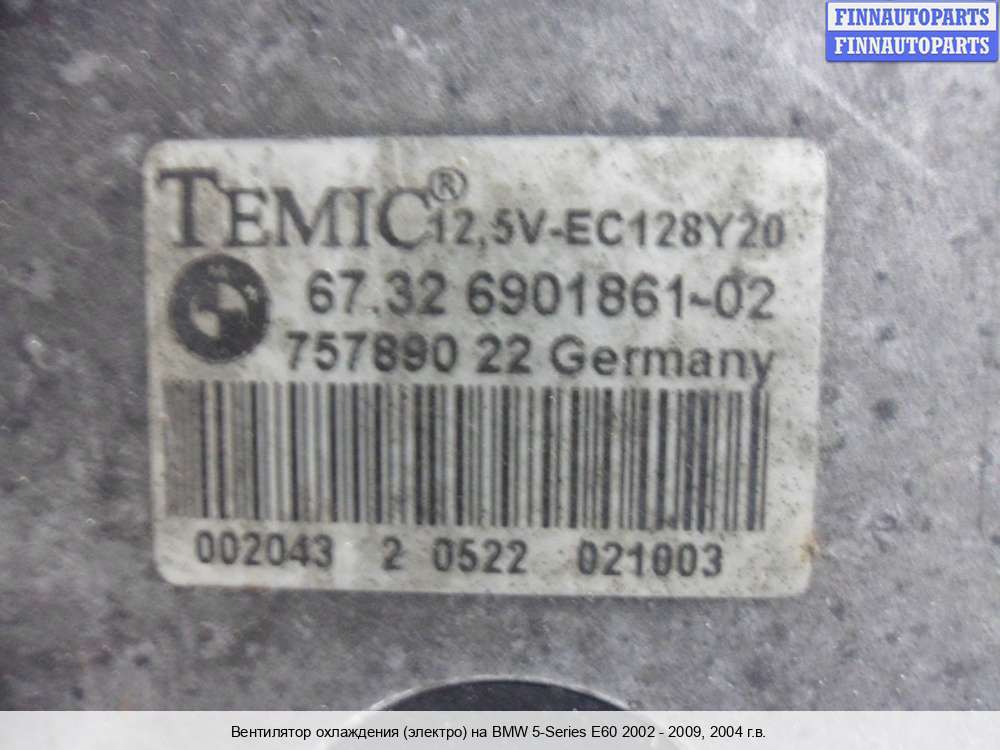 FINNAUTOPARTS
FINNAUTOPARTS
TEMIC® 12,5V-EC128Y20
67.32 6901861-02
757890 22 Germany
002043 2 0522 021003
Вентилятор охлаждения (электро) на BMW 5-Series E60 2002 - 2009, 2004 г.в.